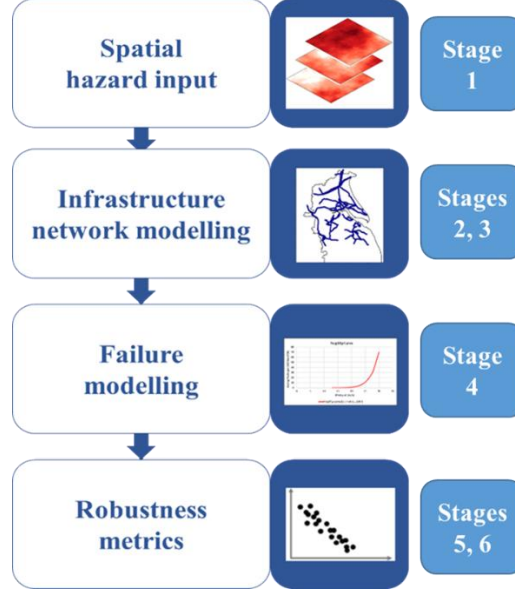 Spatial
hazard input
Stage
1
Infrastructure
network modelling
Stages
2, 3
Failure
modelling
Stage
4
Robustness
metrics
Stages
5, 6